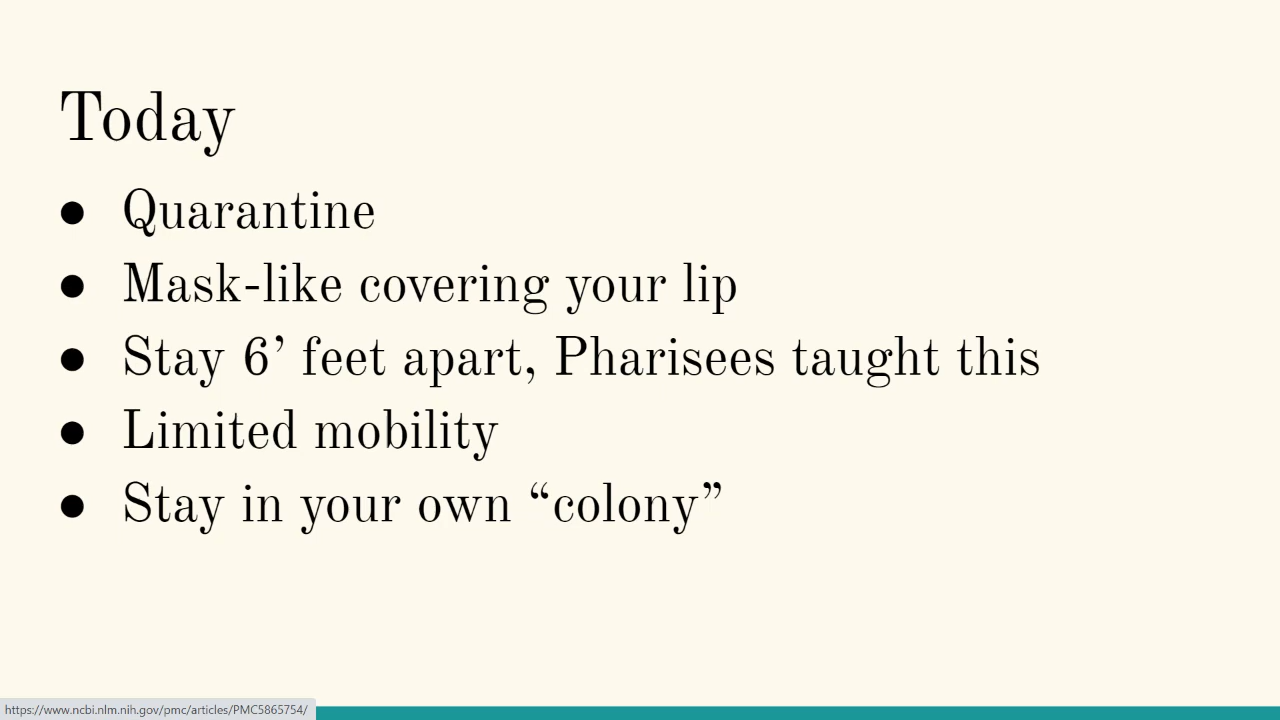 Today
● Quarantine
● Mask-like covering your lip
● Stay 6’ feet apart, Pharisees taught this
● Limited mobility
● Stay in your own “colony”
https://www.ncbi.nlm.nih.gov/pmc/articles/PMC5865754/